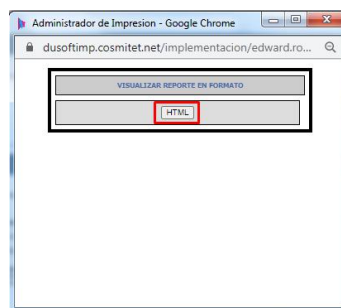 Administrador de Impresion - Google Chrome
dusoftimp.cosmitet.net/implementacion/edward.ro...
VISUALIZAR REPORTE EN FORMATO
HTML